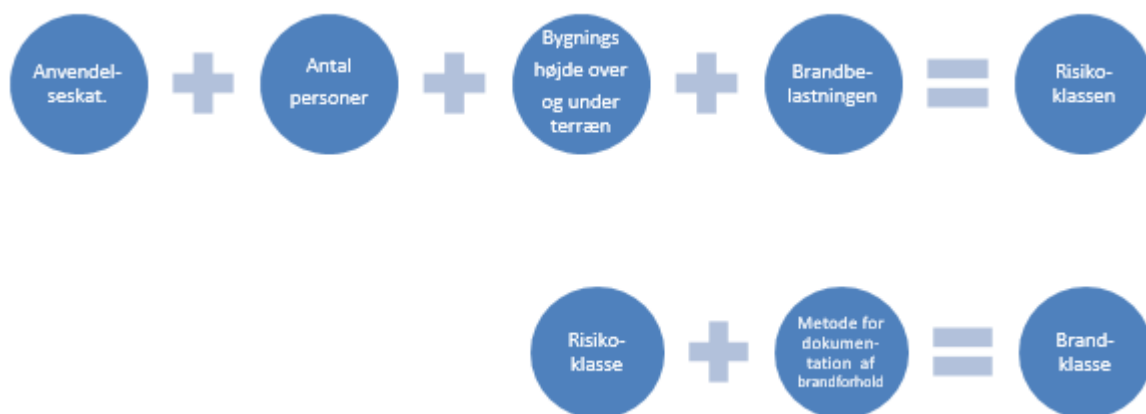 Anvendel-
seskat.
Antal
personer
Bygnings
højde over
og under
terræn
Brandbe-
lastningen
Risiko-
klassen
Risiko-
klasse
Metode for
dokumen-
tation af
brandforhold
Brand-
klasse